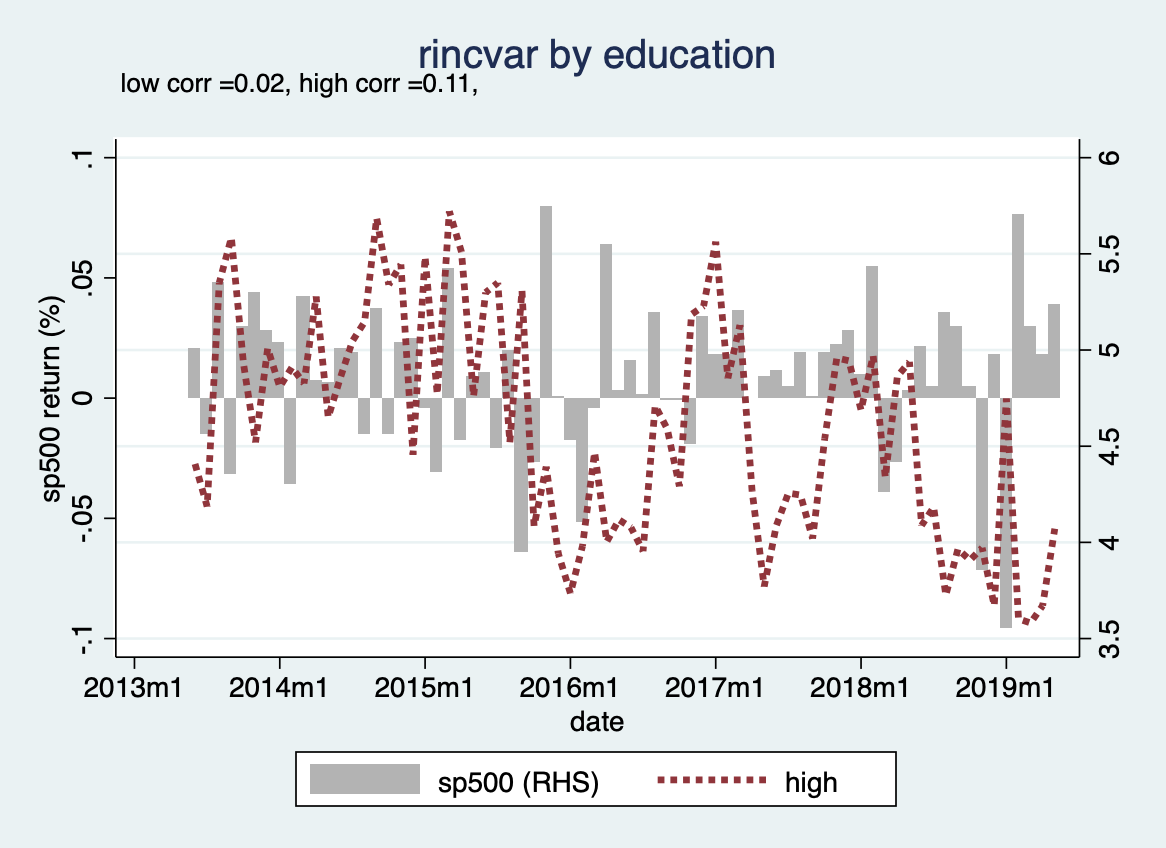 rincvar by education
low corr =0.02, high corr =0.11,
sp500 return (%)
.1
.05
0
-.05
-.1
6
5.5
5
4.5
4
3.5
2013m1 2014m1 2015m1 2016m1 2017m1 2018m1 2019m1
date
sp500 (RHS) high